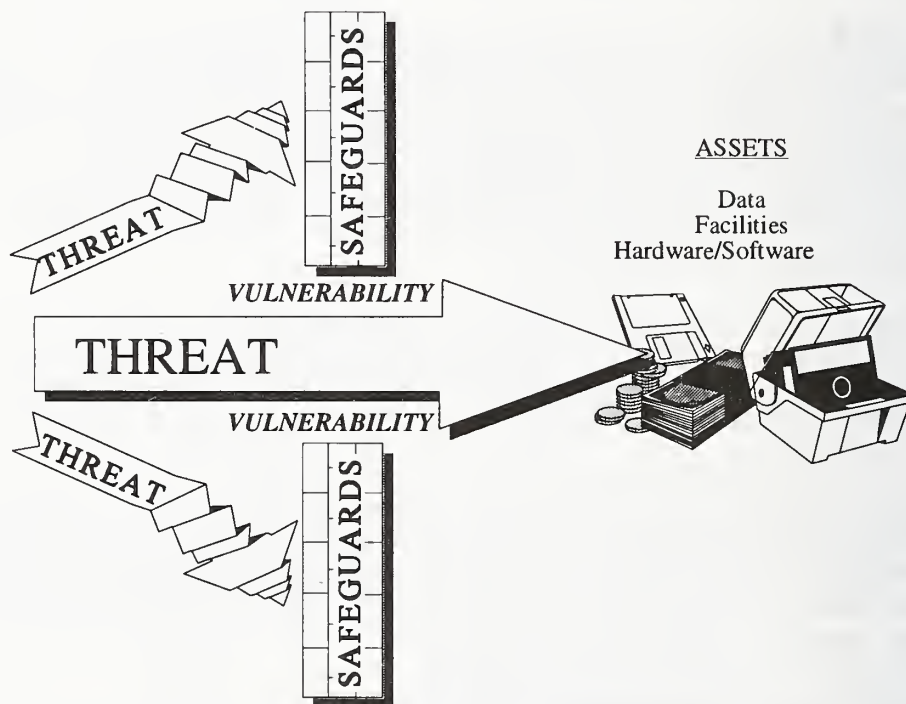 SAFEGUARDS
THREAT
ASSETS
Data
Facilities
Hardware/Software
VULNERABILITY
THREAT
VULNERABILITY
THREAT
SAFEGUARDS